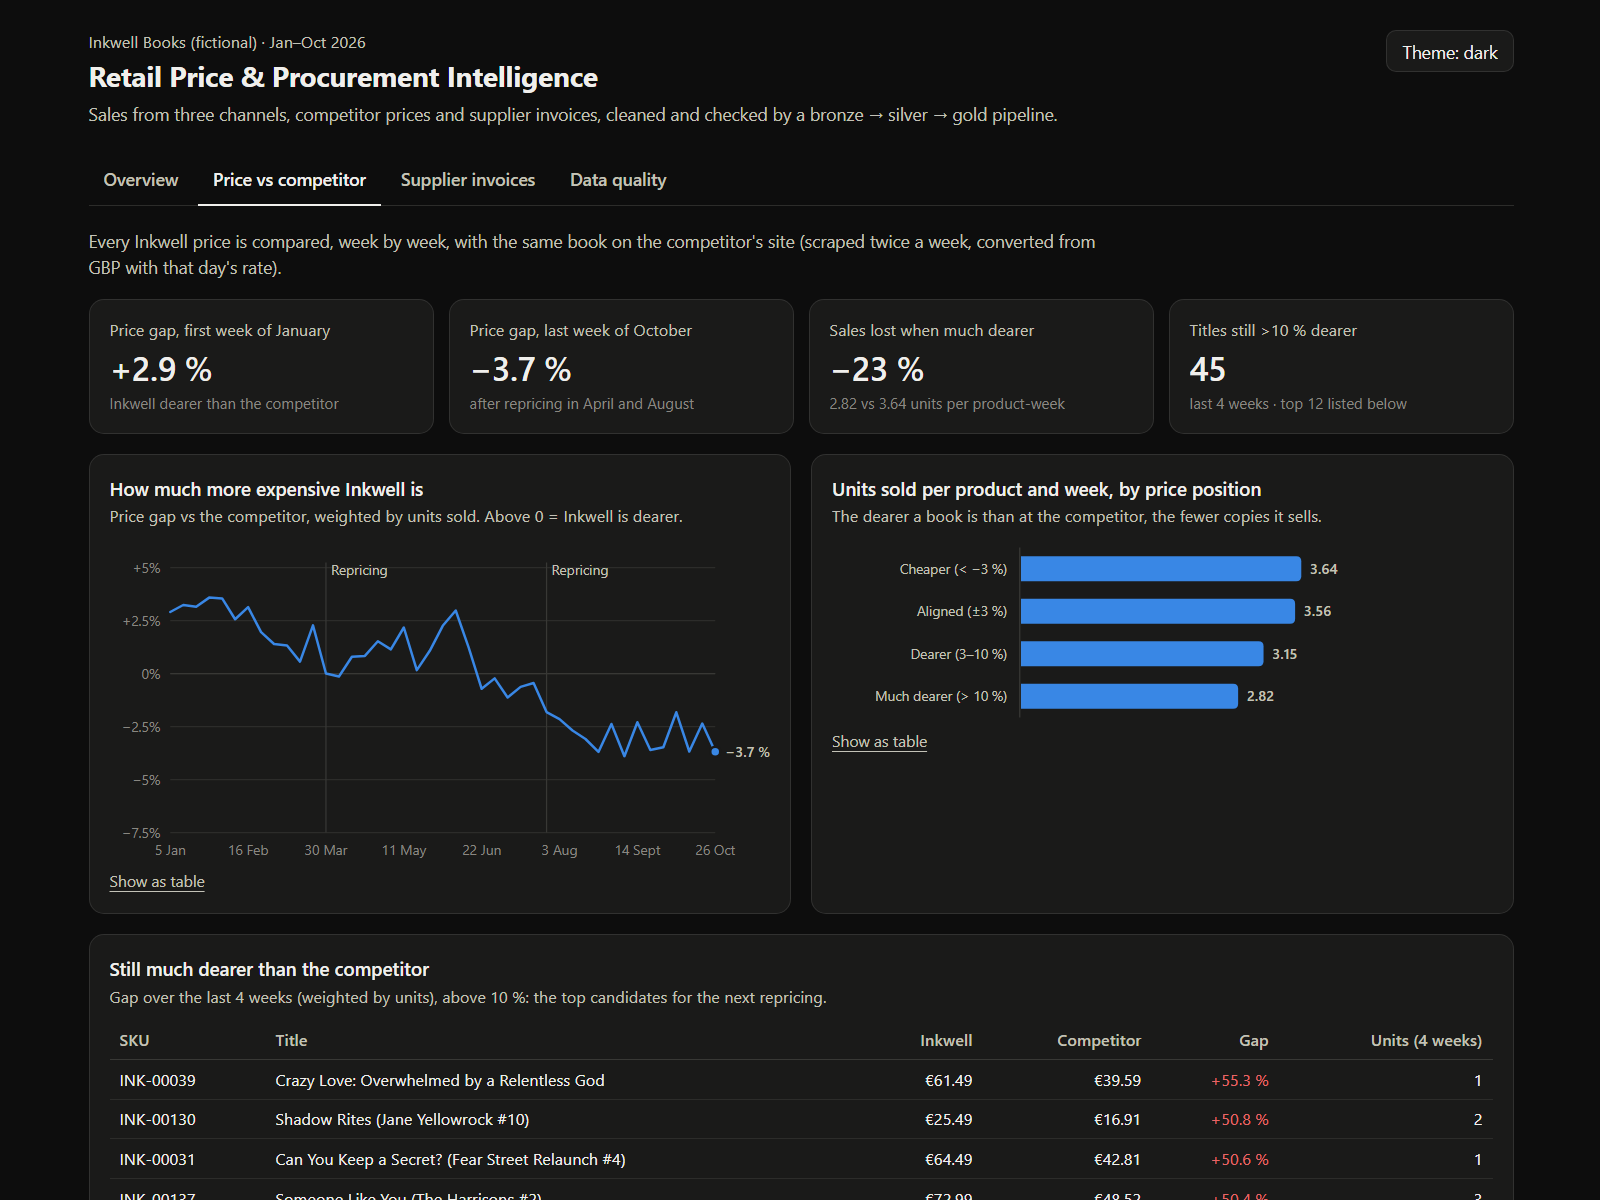 Inkwell Books (fictional) · Jan–Oct 2026
Theme: dark
Retail Price & Procurement Intelligence
Sales from three channels, competitor prices and supplier invoices, cleaned and checked by a bronze → silver → gold pipeline.
Overview Price vs competitor Supplier invoices Data quality
Every Inkwell price is compared, week by week, with the same book on the competitor's site (scraped twice a week, converted from
GBP with that day's rate).
Price gap, first week of January
+2.9 %
Inkwell dearer than the competitor
Price gap, last week of October
−3.7 %
after repricing in April and August
Sales lost when much dearer
−23 %
2.82 vs 3.64 units per product-week
Titles still >10 % dearer
45
last 4 weeks · top 12 listed below
How much more expensive Inkwell is
Price gap vs the competitor, weighted by units sold. Above 0 = Inkwell is dearer.
Repricing Repricing
+5%
+2.5%
0%
−2.5%
−5%
−7.5%
−3.7 %
5 Jan 16 Feb 30 Mar 11 May 22 Jun 3 Aug 14 Sept 26 Oct
Show as table
Units sold per product and week, by price position
The dearer a book is than at the competitor, the fewer copies it sells.
Cheaper (< −3 %) 3.64
Aligned (±3 %) 3.56
Dearer (3–10 %) 3.15
Much dearer (> 10 %) 2.82
Show as table
Still much dearer than the competitor
Gap over the last 4 weeks (weighted by units), above 10 %: the top candidates for the next repricing.
SKU Title Inkwell Competitor Gap Units (4 weeks)
INK-00039 Crazy Love: Overwhelmed by a Relentless God €61.49 €39.59 +55.3 % 1
INK-00130 Shadow Rites (Jane Yellowrock #10) €25.49 €16.91 +50.8 % 2
INK-00031 Can You Keep a Secret? (Fear Street Relaunch #4) €64.49 €42.81 +50.6 % 1
INK-00137 Someone Like You (The Harrisons #2) €72.99 €48.52 +50.4 % 3